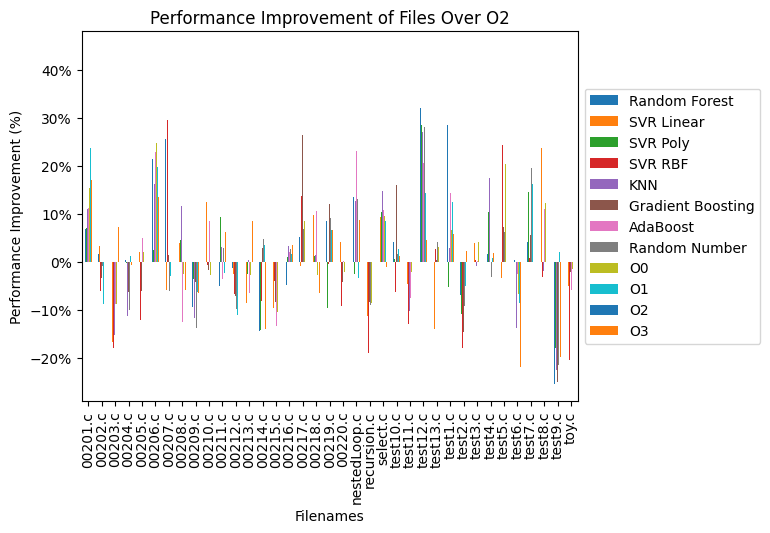 Performance Improvement of Files Over O2
Performance Improvement (%)
40%
30%
20%
10%
0%
−10%
−20%
00201.c
00202.c
00203.c
00204.c
00205.c
00206.c
00207.c
00208.c
00209.c
00210.c
00211.c
00212.c
00213.c
00214.c
00215.c
00216.c
00217.c
00218.c
00219.c
00220.c
nestedLoop.c
recursion.c
select.c
test10.c
test11.c
test12.c
test13.c
test1.c
test2.c
test3.c
test4.c
test5.c
test6.c
test7.c
test8.c
test9.c
toy.c
Filenames
Random Forest
SVR Linear
SVR Poly
SVR RBF
KNN
Gradient Boosting
AdaBoost
Random Number
O0
O1
O2
O3